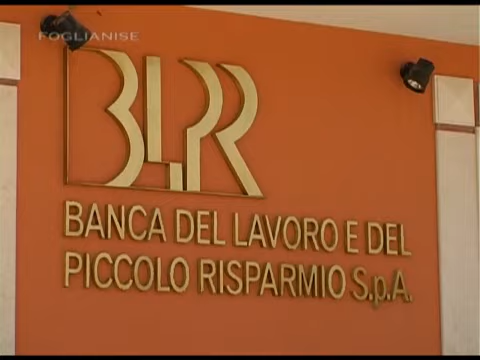 FOGLIANISE
BLPR
BANCA DEL LAVORO E DEL
PICCOLO RISPARMIO S.p.A.